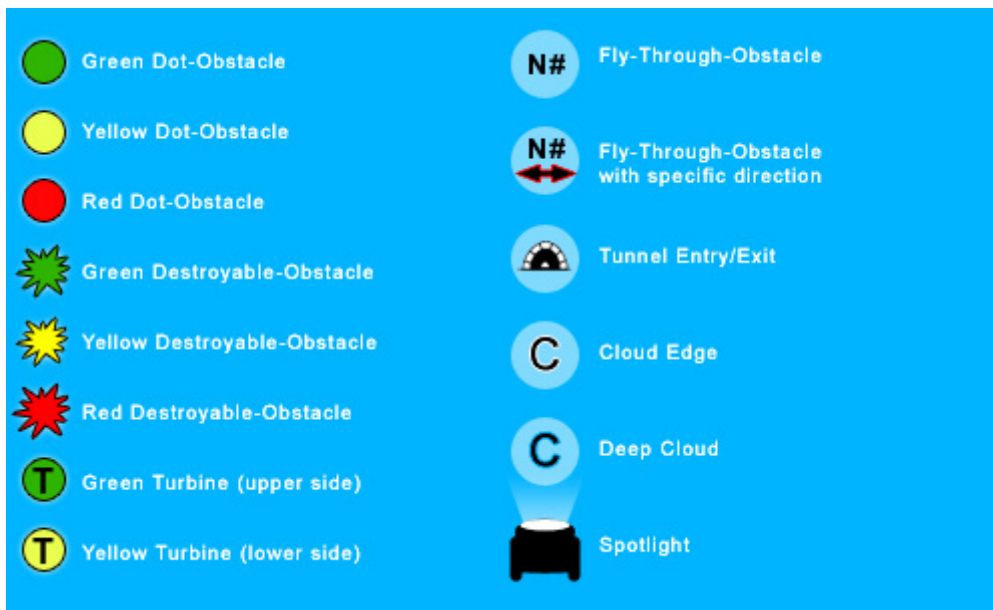 Green Dot-Obstacle
Yellow Dot-Obstacle
Red Dot-Obstacle
Green Destroyable-Obstacle
Yellow Destroyable-Obstacle
Red Destroyable-Obstacle
T Green Turbine (upper side)
T Yellow Turbine (lower side)
N# Fly-Through-Obstacle
N# Fly-Through-Obstacle
with specific direction
Tunnel Entry/Exit
C Cloud Edge
C Deep Cloud
Spotlight